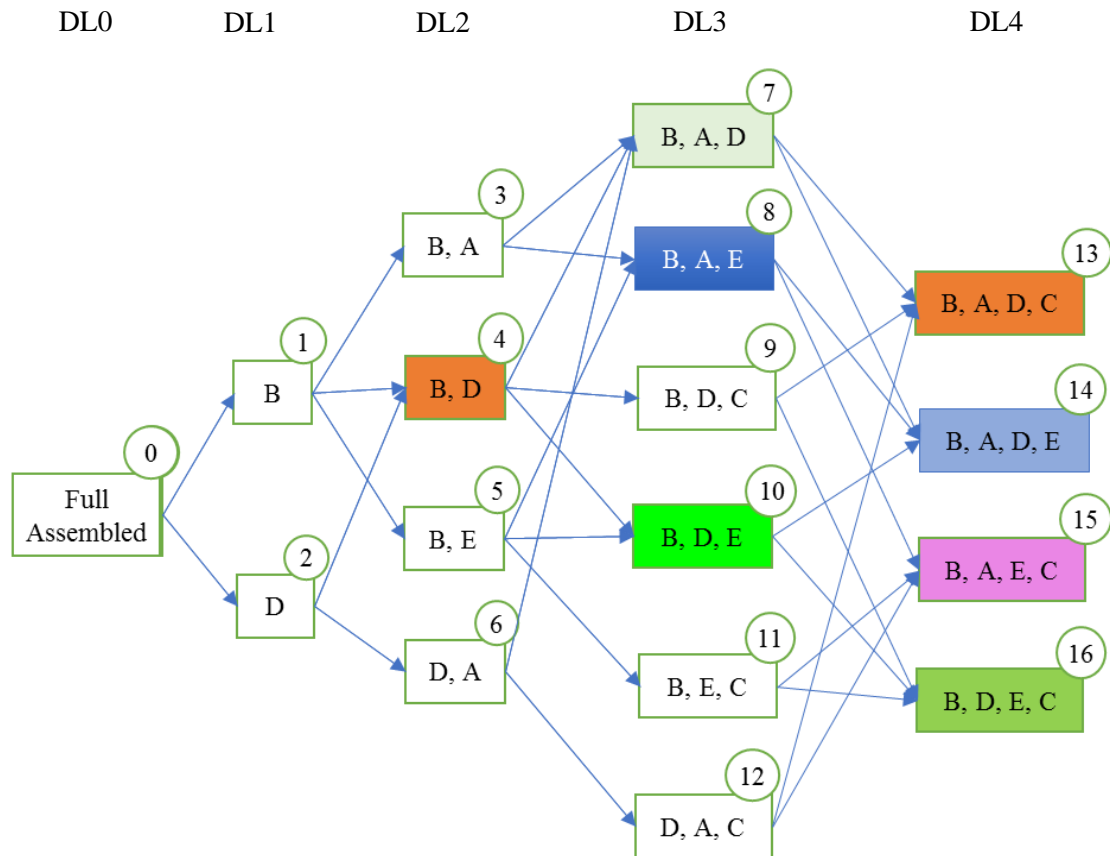 DL0 DL1 DL2 DL3 DL4
0
Full
Assembled
1
B
2
D
3
B, A
4
B, D
5
B, E
6
D, A
7
B, A, D
8
B, A, E
9
B, D, C
10
B, D, E
11
B, E, C
12
D, A, C
13
B, A, D, C
14
B, A, D, E
15
B, A, E, C
16
B, D, E, C